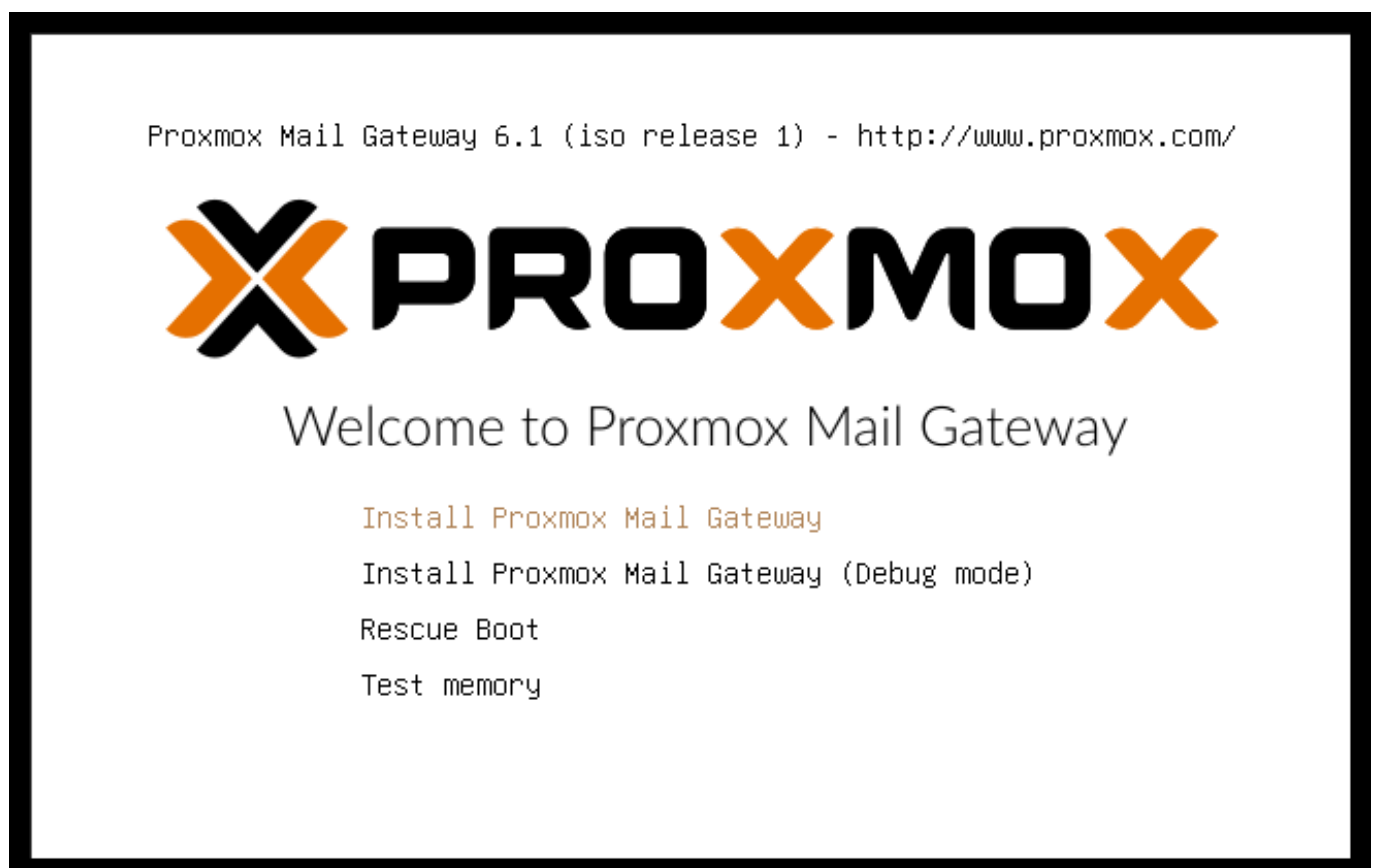 Proxmox Mail Gateway 6.1 (iso release 1) - http://www.proxmox.com/
PROXMOX
Welcome to Proxmox Mail Gateway
Install Proxmox Mail Gateway
Install Proxmox Mail Gateway (Debug mode)
Rescue Boot
Test memory